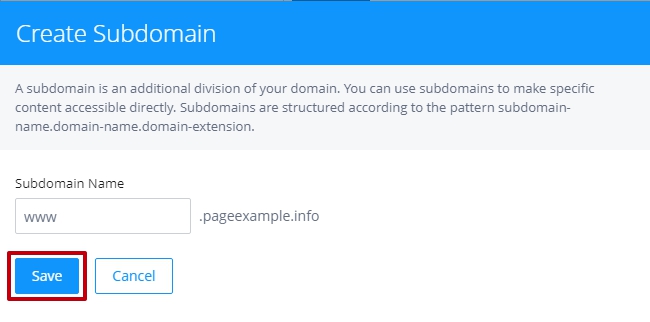 Create Subdomain
A subdomain is an additional division of your domain. You can use subdomains to make specific
content accessible directly. Subdomains are structured according to the pattern subdomain-
name.domain-name.domain-extension.
Subdomain Name
www .pageexample.info
Save Cancel